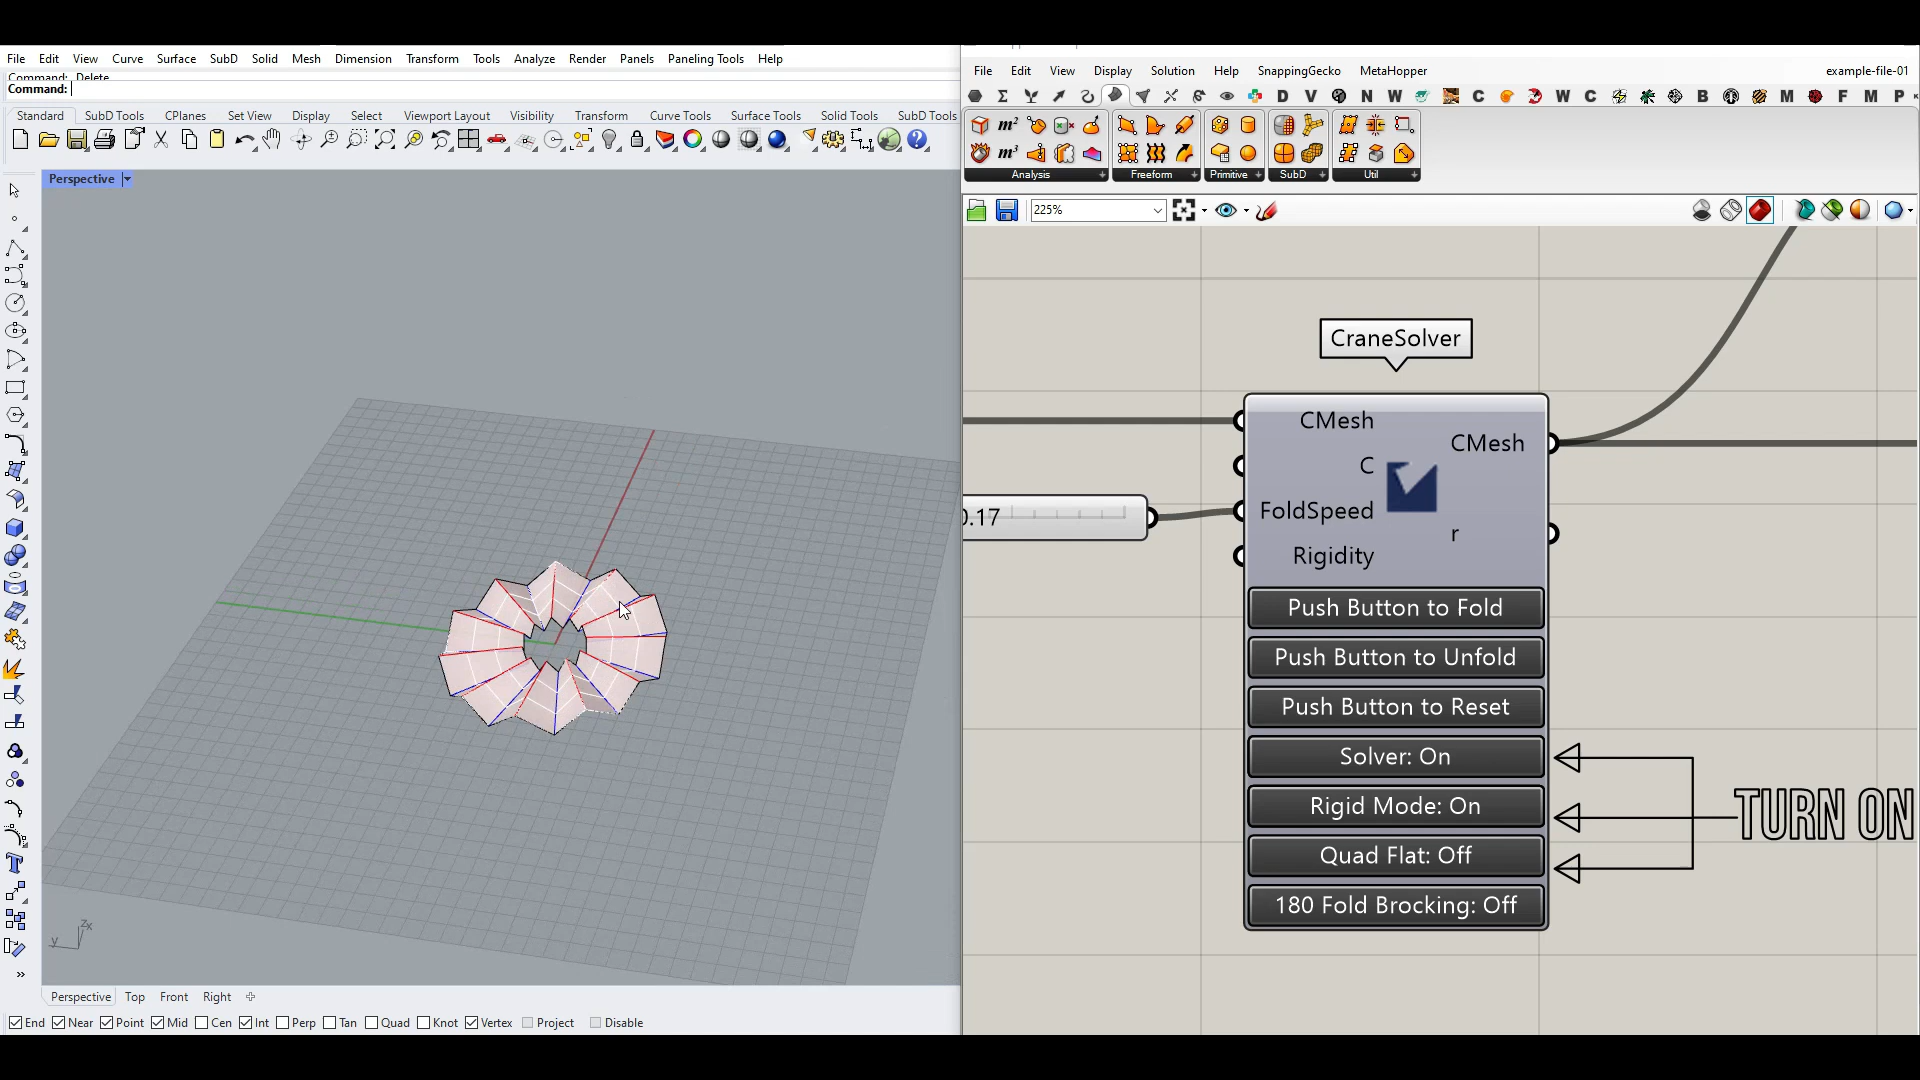 File Edit View Curve Surface SubD Solid Mesh Dimension Transform Tools Analyze Render Panels Paneling Tools Help
Command: Delete
Command:
Standard SubD Tools CPlanes Set View Display Select Viewport Layout Visibility Transform Curve Tools Surface Tools Solid Tools SubD Tools
Perspective
Zx
y
Perspective Top Front Right
End Near Point Mid Cen Int Perp Tan Quad Knot Vertex Project Disable
File Edit View Display Solution Help SnappingGecko MetaHopper example-file-01
D V N W C W C B M F M P
m²
m³
Analysis Freeform Primitive SubD Util
225%
CraneSolver
CMesh
C
FoldSpeed
Rigidity
CMesh
r
0.17
Push Button to Fold
Push Button to Unfold
Push Button to Reset
Solver: On
Rigid Mode: On
Quad Flat: Off
180 Fold Brocking: Off
TURN ON